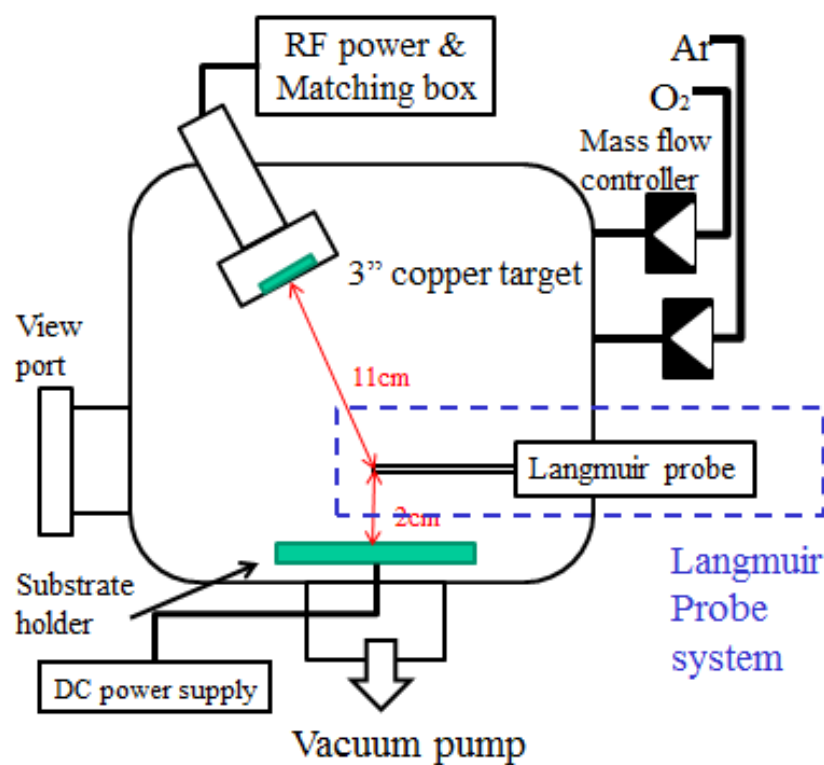 RF power &
Matching box
Ar
O₂
Mass flow
controller
3” copper target
View
port
11cm
Langmuir probe
2cm
Substrate
holder
Langmuir
Probe
system
DC power supply
Vacuum pump